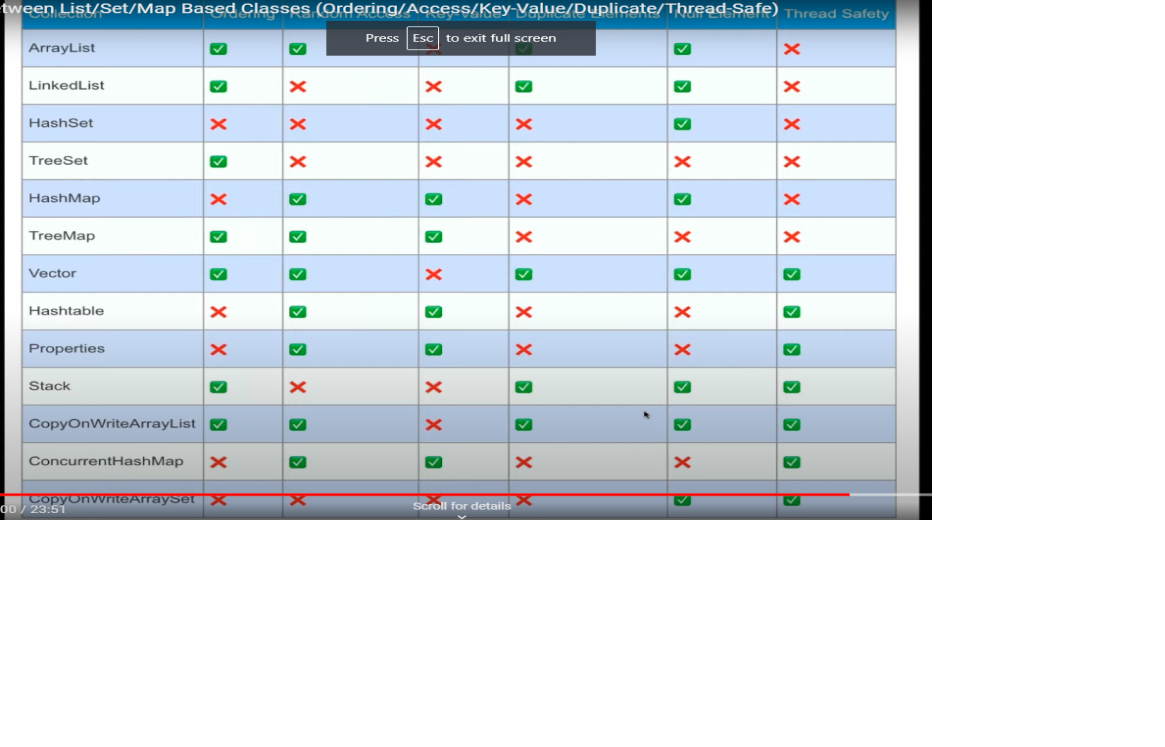 tween List/Set/Map Based Classes (Ordering/Access/Key-Value/Duplicate/Thread-Safe)
Collection Ordering Random Access Key-Value Duplicate Elements Null Element Thread Safety
Press Esc to exit full screen
ArrayList
LinkedList
HashSet
TreeSet
HashMap
TreeMap
Vector
Hashtable
Properties
Stack
CopyOnWriteArrayList
ConcurrentHashMap
CopyOnWriteArraySet
00 / 23:51
Scroll for details